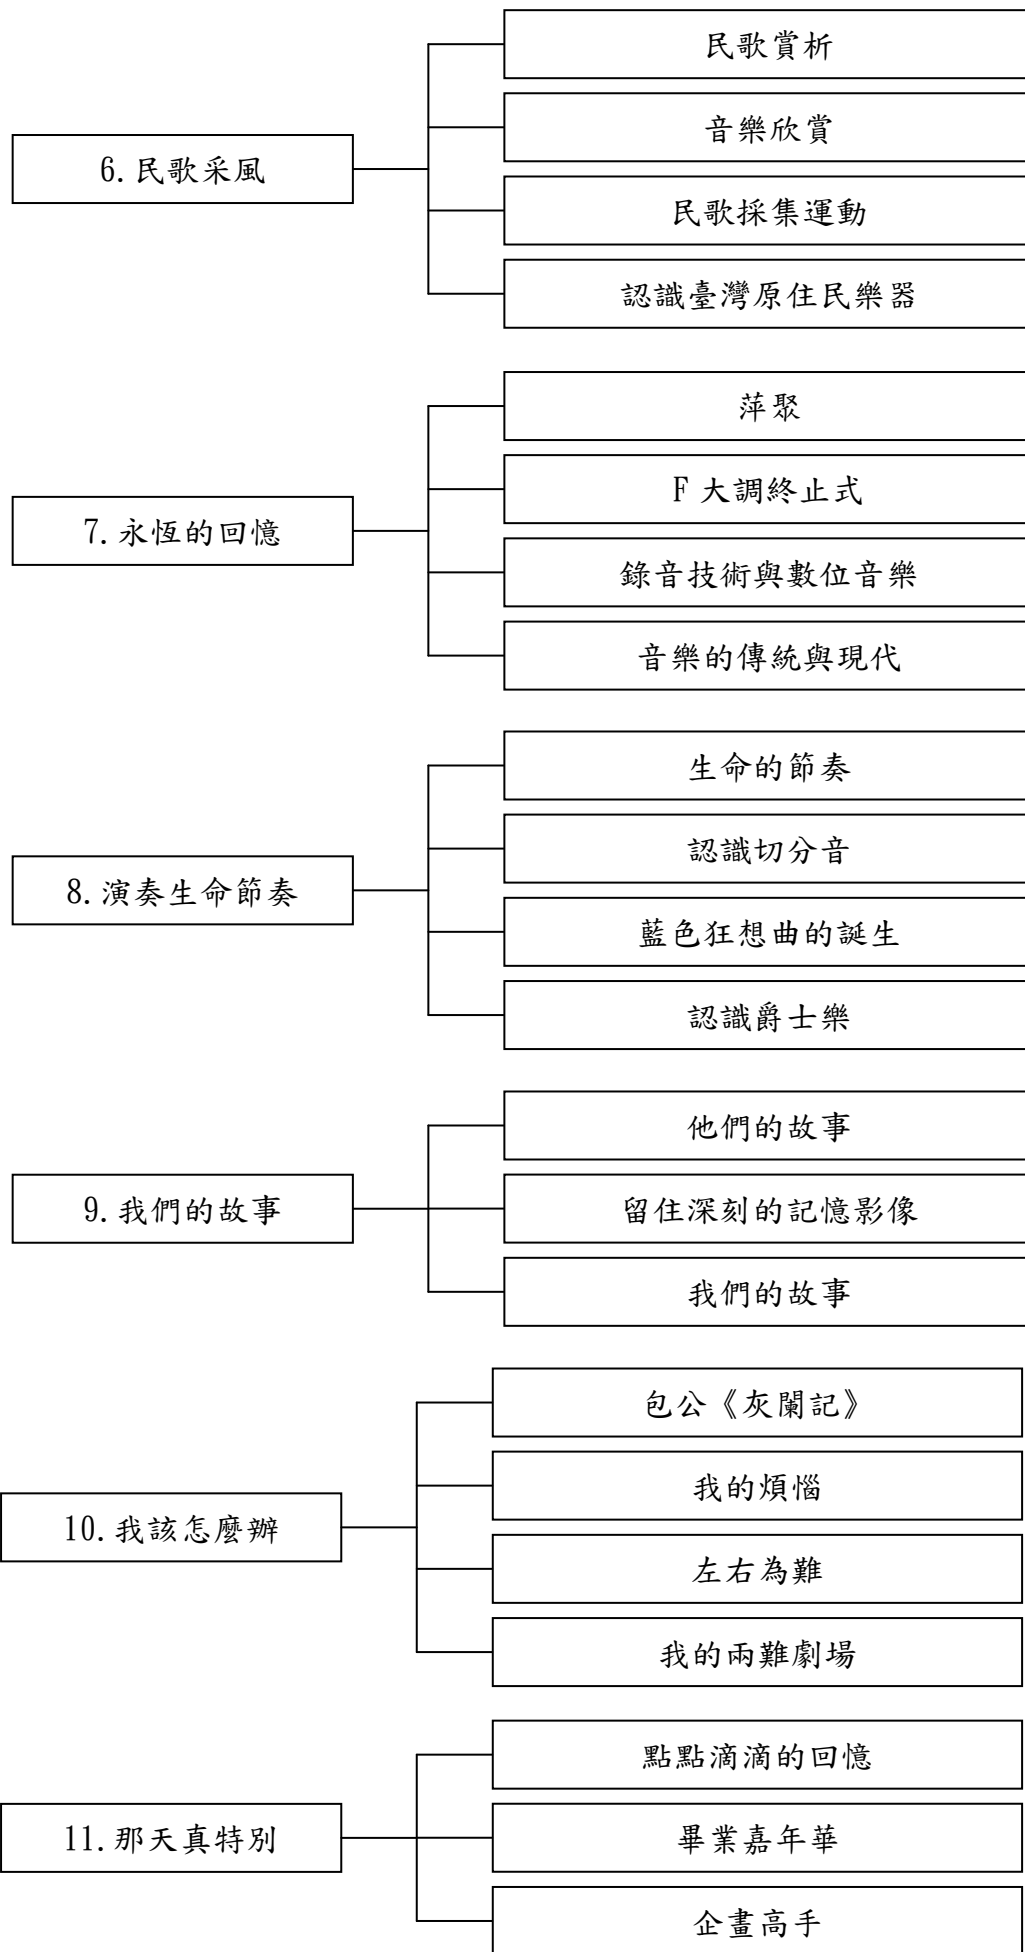 6.民歌采風
民歌賞析
音樂欣賞
民歌採集運動
認識臺灣原住民樂器
7.永恆的回憶
萍聚
F 大調終止式
錄音技術與數位音樂
音樂的傳統與現代
8.演奏生命節奏
生命的節奏
認識切分音
藍色狂想曲的誕生
認識爵士樂
9.我們的故事
他們的故事
留住深刻的記憶影像
我們的故事
10.我該怎麼辦
包公《灰闌記》
我的煩惱
左右為難
我的兩難劇場
11.那天真特別
點點滴滴的回憶
畢業嘉年華
企畫高手